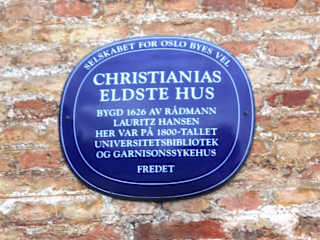 SELSKABET FOR OSLO BYES VEL
CHRISTIANIAS
ELDSTE HUS
BYGD 1626 AV RÅDMANN
LAURITZ HANSEN
HER VAR PÅ 1800-TALLET
UNIVERSITETSBIBLIOTEK
OG GARNISONSSYKEHUS
FREDET